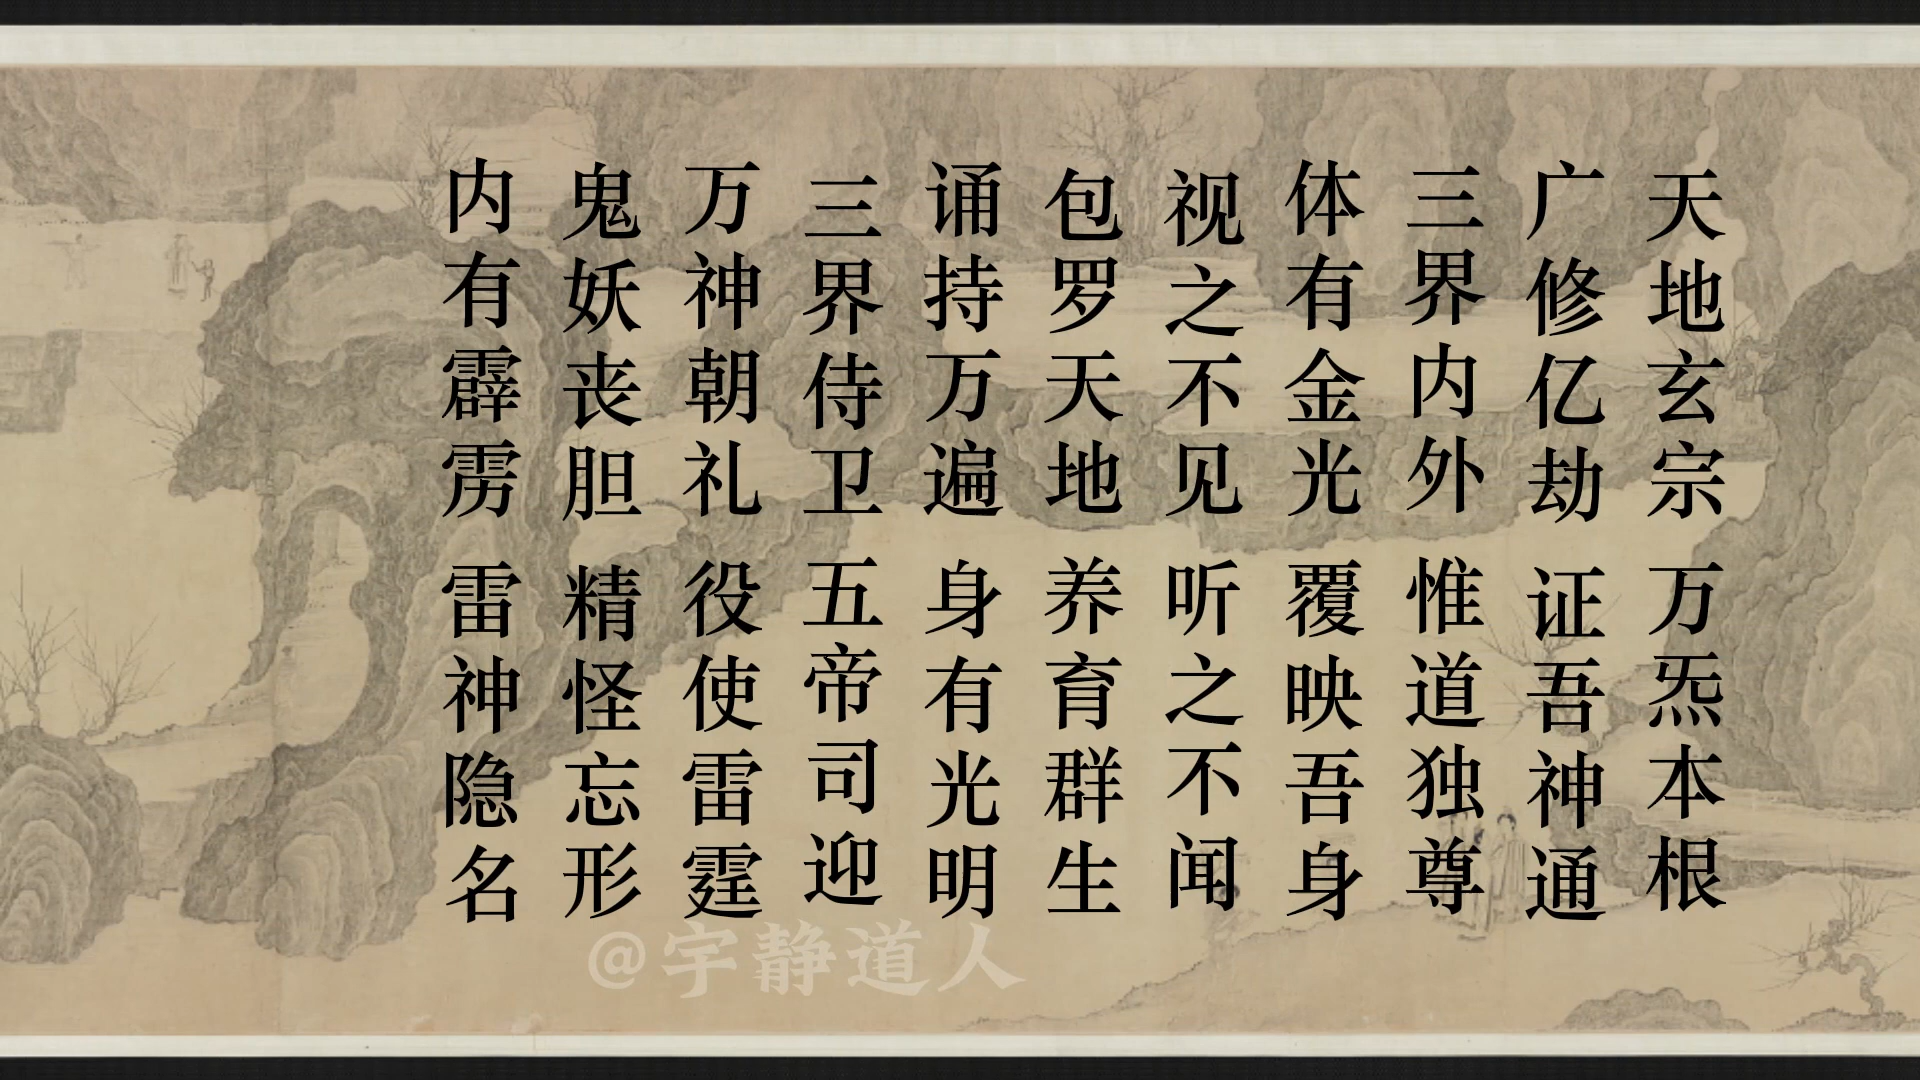 天地玄宗 万炁本根
广修亿劫 证吾神通
三界内外 惟道独尊
体有金光 覆映吾身
视之不见 听之不闻
包罗天地 养育群生
诵持万遍 身有光明
三界侍卫 五帝司迎
万神朝礼 役使雷霆
鬼妖丧胆 精怪忘形
内有霹雳 雷神隐名
@宇静道人